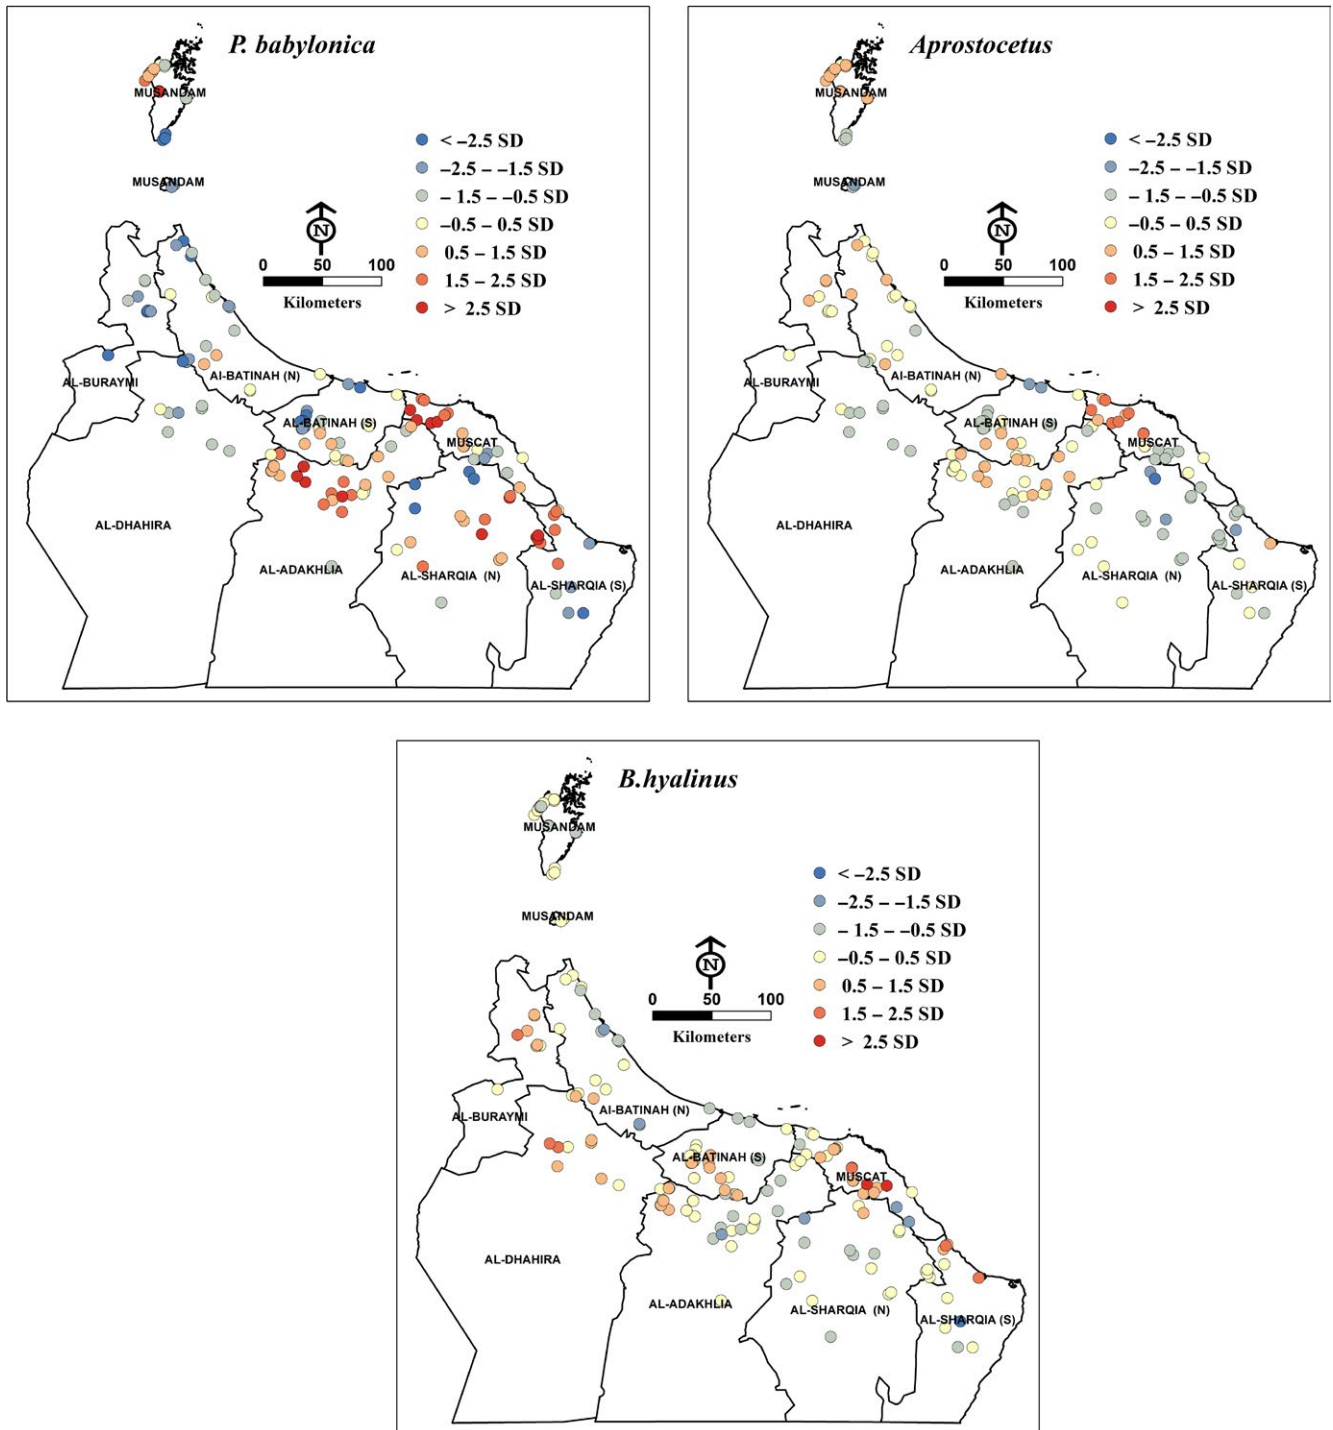 P. babylonica
MUSANDAM
< −2.5 SD
−2.5 – −1.5 SD
- 1.5 – −0.5 SD
−0.5 – 0.5 SD
0.5 – 1.5 SD
1.5 – 2.5 SD
> 2.5 SD
MUSANDAM
N
0 50 100
Kilometers
AL-BURAYMI
Al-BATINAH (N)
AL-BATINAH (S)
MUSCAT
AL-DHAHIRA
AL-ADAKHLIA
AL-SHARQIA (N)
AL-SHARQIA (S)
Aprostocetus
MUSANDAM
< −2.5 SD
−2.5 – −1.5 SD
- 1.5 – −0.5 SD
−0.5 – 0.5 SD
0.5 – 1.5 SD
1.5 – 2.5 SD
> 2.5 SD
MUSANDAM
N
0 50 100
Kilometers
AL-BURAYMI
Al-BATINAH (N)
AL-BATINAH (S)
MUSCAT
AL-DHAHIRA
AL-ADAKHLIA
AL-SHARQIA (N)
AL-SHARQIA (S)
B.hyalinus
MUSANDAM
< −2.5 SD
−2.5 – −1.5 SD
- 1.5 – −0.5 SD
−0.5 – 0.5 SD
0.5 – 1.5 SD
1.5 – 2.5 SD
> 2.5 SD
MUSANDAM
N
0 50 100
Kilometers
AL-BURAYMI
Al-BATINAH (N)
AL-BATINAH (S)
MUSCAT
AL-DHAHIRA
AL-ADAKHLIA
AL-SHARQIA (N)
AL-SHARQIA (S)